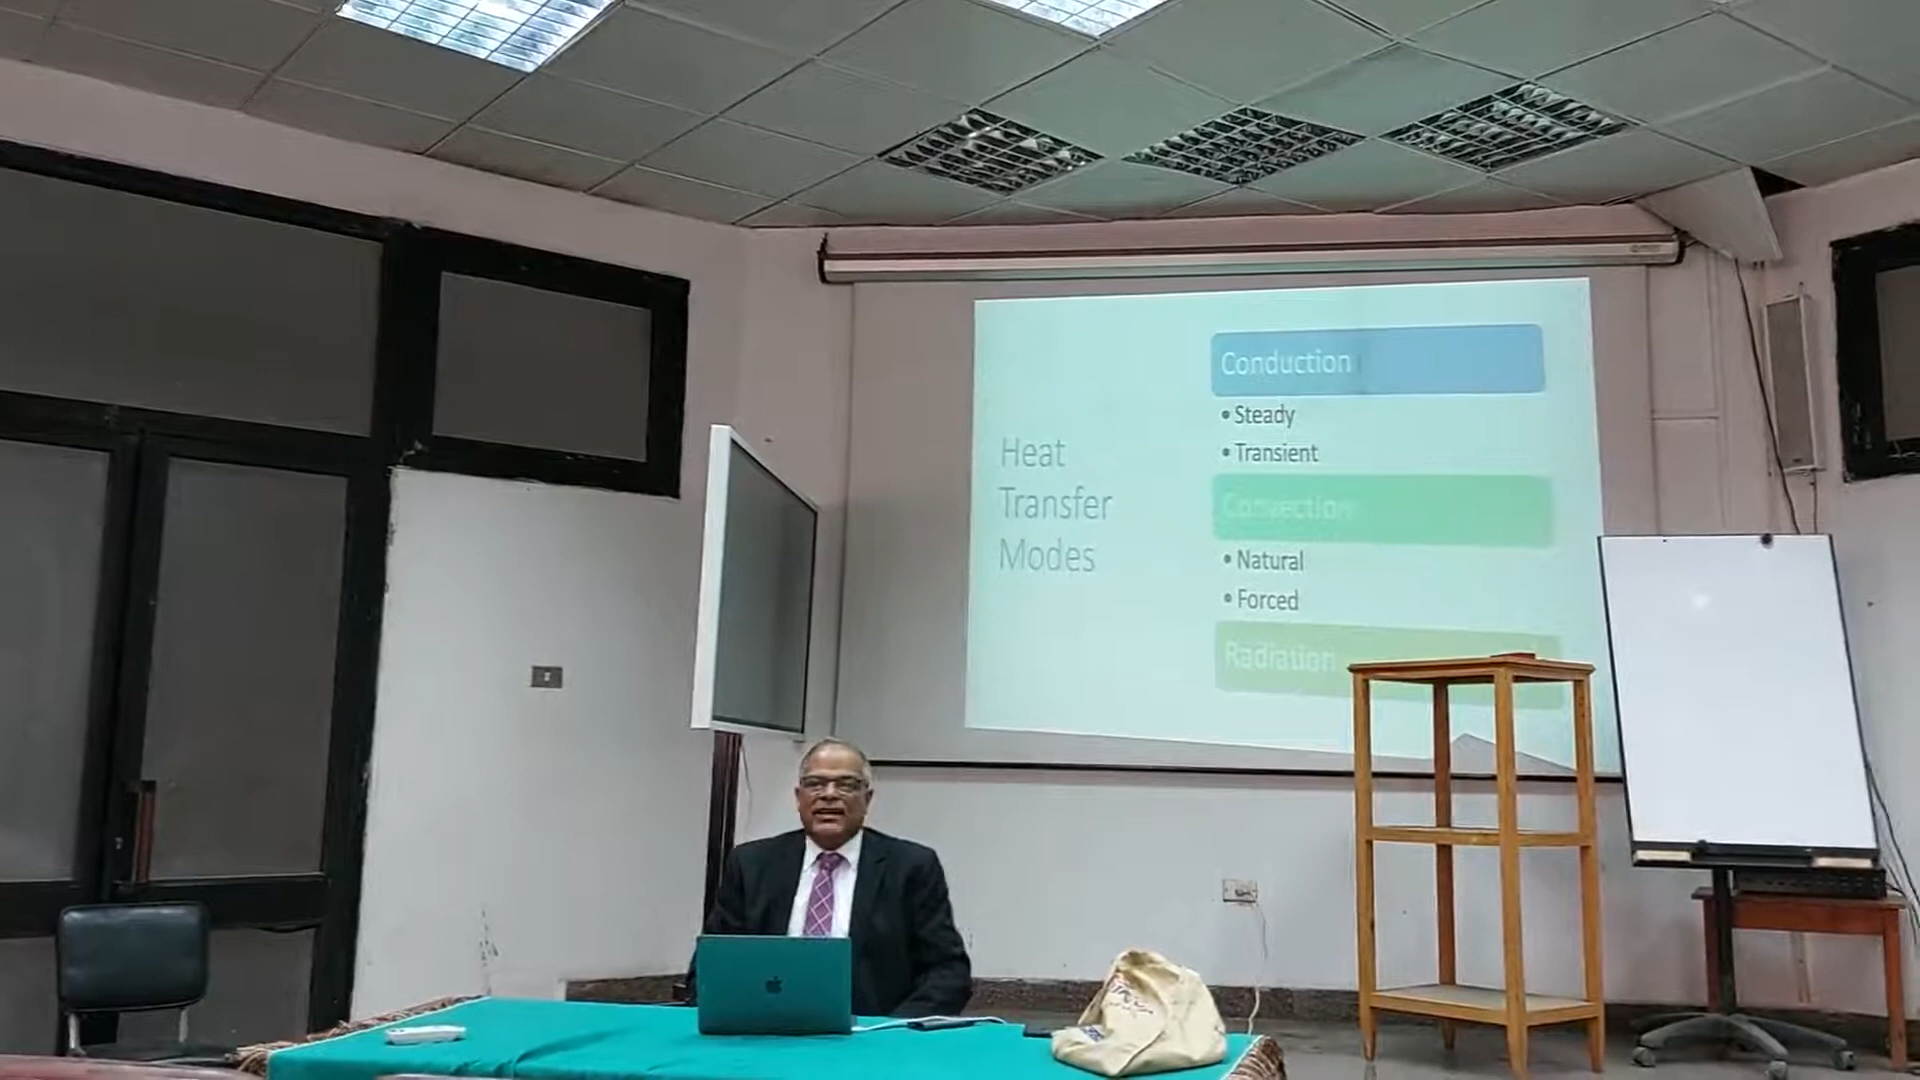 Heat
Transfer
Modes
Conduction
• Steady
• Transient
Convection
• Natural
• Forced
Radiation